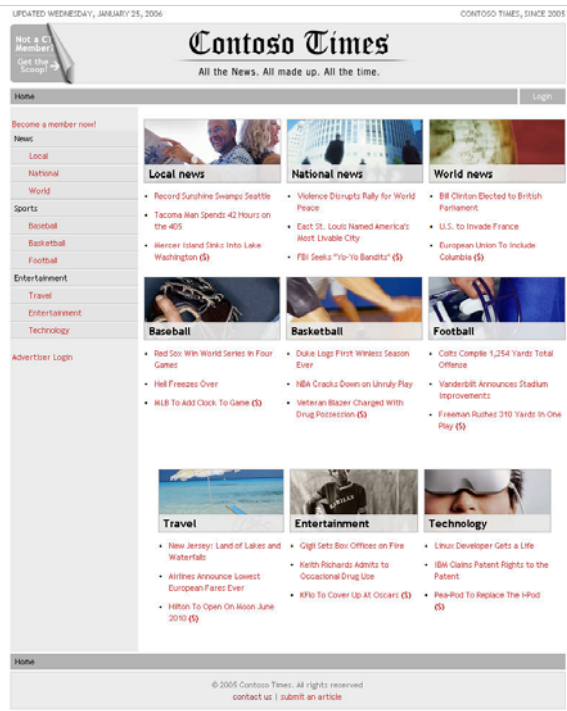 UPDATED WEDNESDAY, JANUARY 25, 2006
CONTOSO TIMES, SINCE 2005
Not a CT
Member?
Get the
Scoop!
Contoso Times
All the News. All made up. All the time.
Home
Login
Become a member now!
News
Local
National
World
Sports
Baseball
Basketball
Football
Entertainment
Travel
Entertainment
Technology
Advertiser Login
Local news
• Record Sunshine Swamps Seattle
• Tacoma Man Spends 42 Hours on
the 405
• Mercer Island Sinks Into Lake
Washington ($)
National news
• Violence Disrupts Rally for World
Peace
• East St. Louis Named America's
Most Livable City
• FBI Seeks "Yo-Yo Bandits" ($)
World news
• Bill Clinton Elected to British
Parliament
• U.S. to Invade France
• European Union To Include
Columbia ($)
Baseball
• Red Sox Win World Series in Four
Games
• Hell Freezes Over
• MLB To Add Clock To Game ($)
Basketball
• Duke Logs First Winless Season
Ever
• NBA Cracks Down on Unruly Play
• Veteran Blazer Charged With
Drug Possession ($)
Football
• Colts Compile 1,254 Yards Total
Offense
• Vanderbilt Announces Stadium
Improvements
• Freeman Rushes 310 Yards In One
Play ($)
Travel
• New Jersey: Land of Lakes and
Waterfalls
• Airlines Announce Lowest
European Fares Ever
• Hilton To Open On Moon June
2010 ($)
Entertainment
• Gigli Sets Box Offices on Fire
• Keith Richards Admits to
Occasional Drug Use
• KFlo To Cover Up At Oscars ($)
Technology
• Linux Developer Gets a Life
• IBM Claims Patent Rights to the
Patent
• Pea-Pod To Replace The I-Pod
($)
Home
© 2005 Contoso Times. All rights reserved
contact us | submit an article